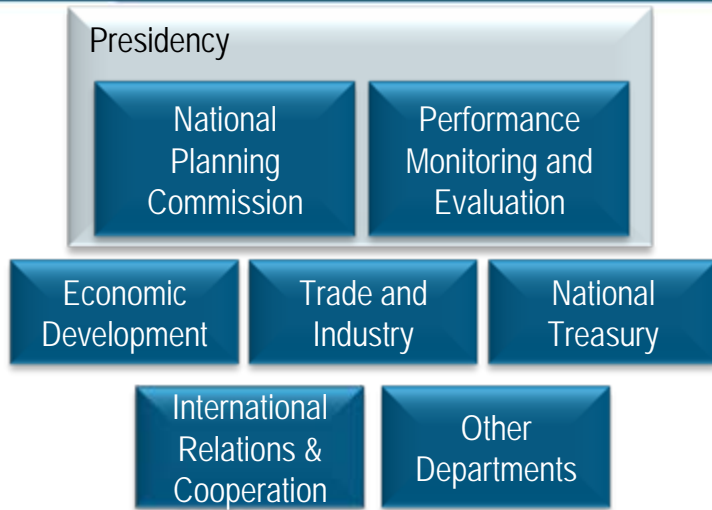 Presidency
National
Planning
Commission
Performance
Monitoring and
Evaluation
Economic
Development
Trade and
Industry
National
Treasury
International
Relations &
Cooperation
Other
Departments